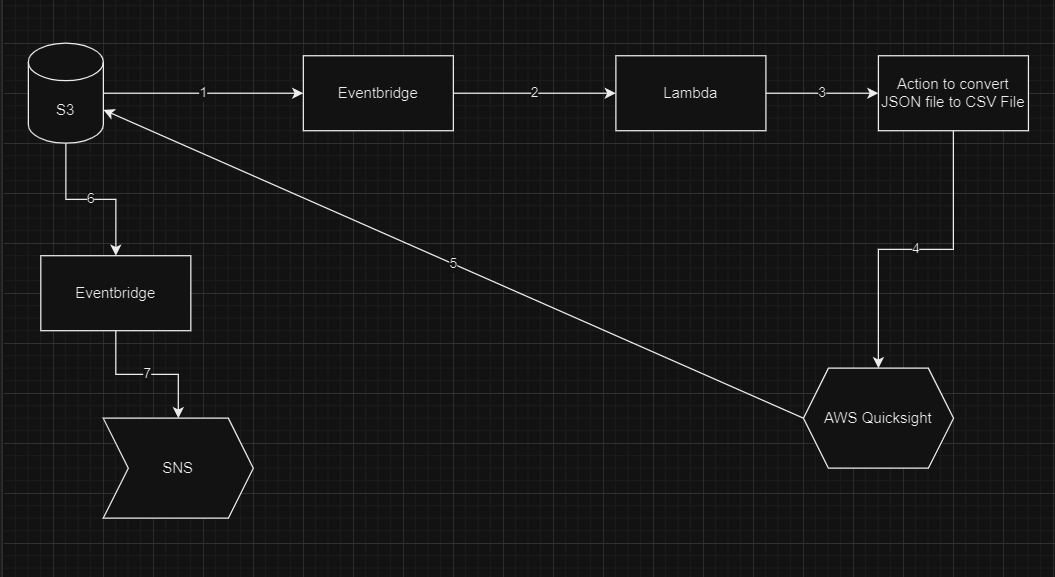 S3
1
Eventbridge
2
Lambda
3
Action to convert
JSON file to CSV File
6
4
5
Eventbridge
7
AWS Quicksight
SNS